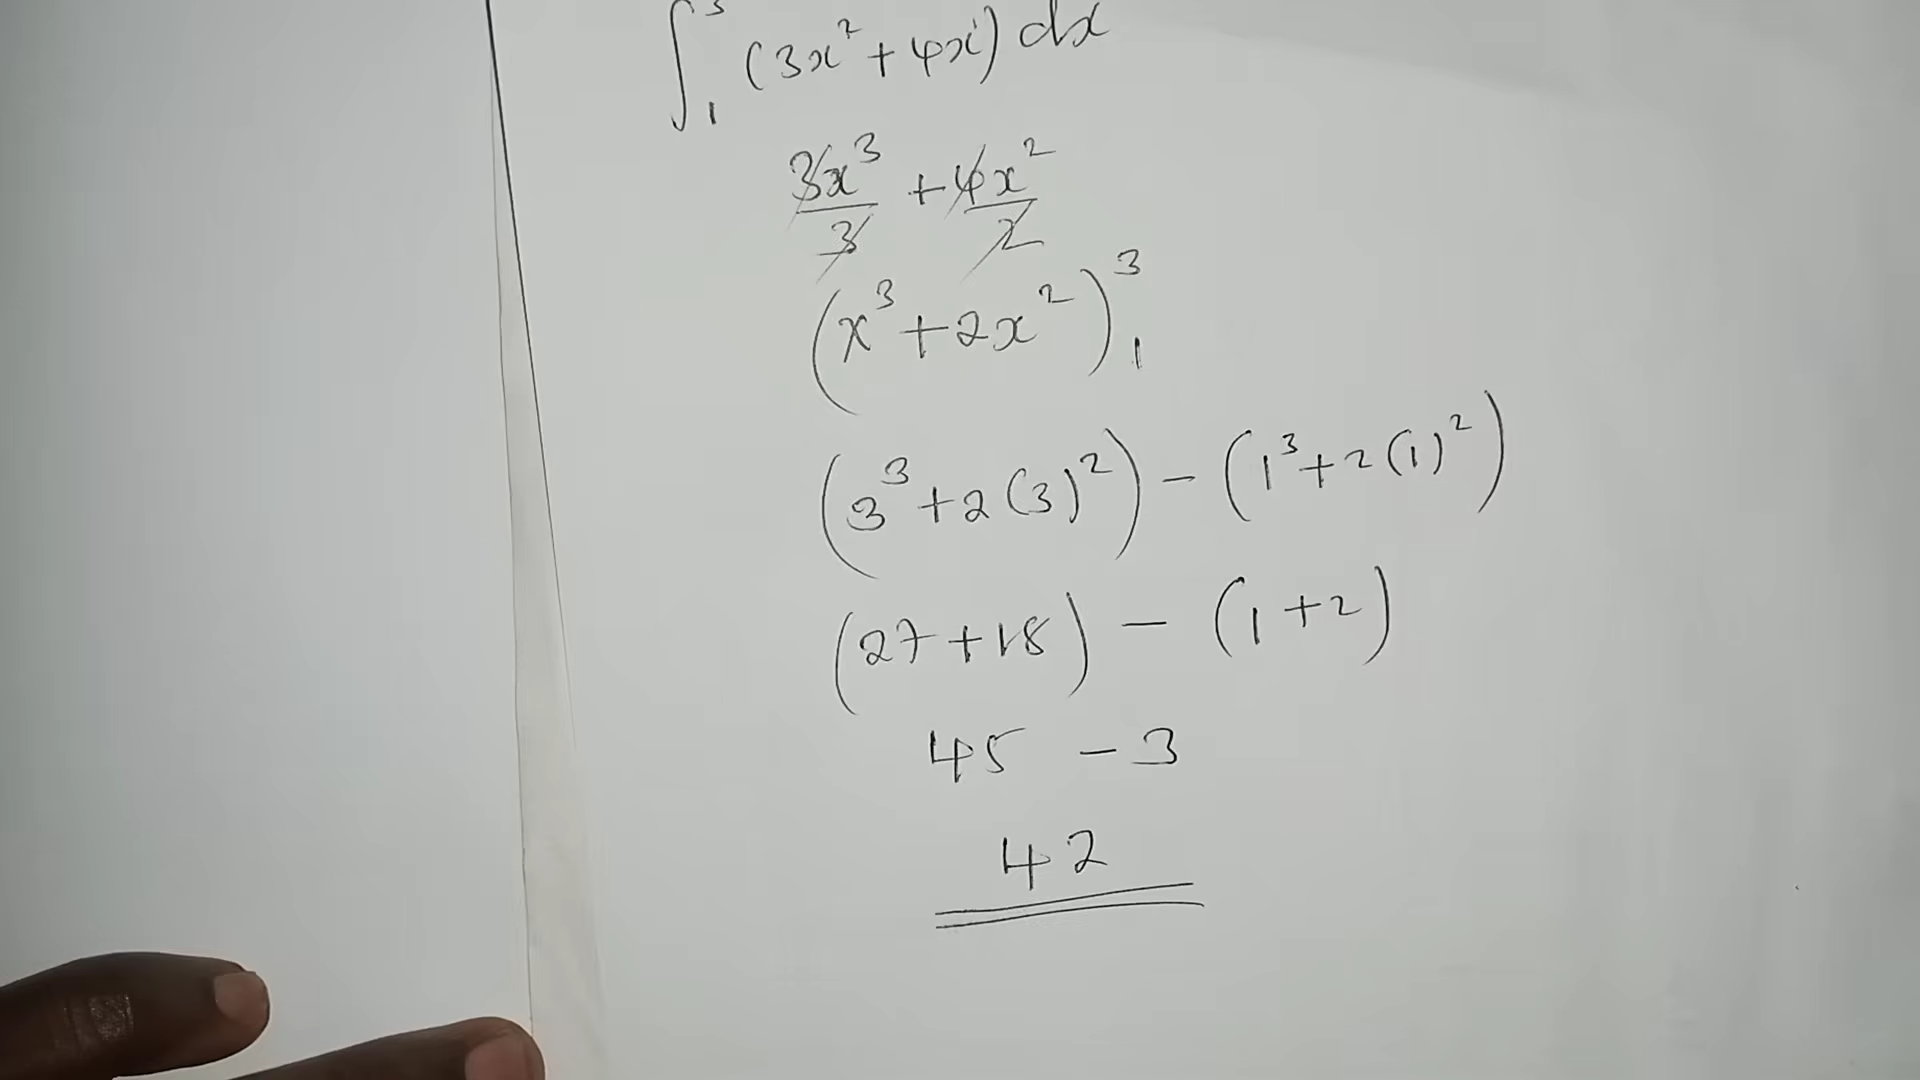 ∫₁³ (3x² + 4x) dx
3x³/3 + 4x²/2
(x³ + 2x²)³₁
(3³ + 2(3)²) - (1³ + 2(1)²)
(27 + 18) - (1 + 2)
45 - 3
42